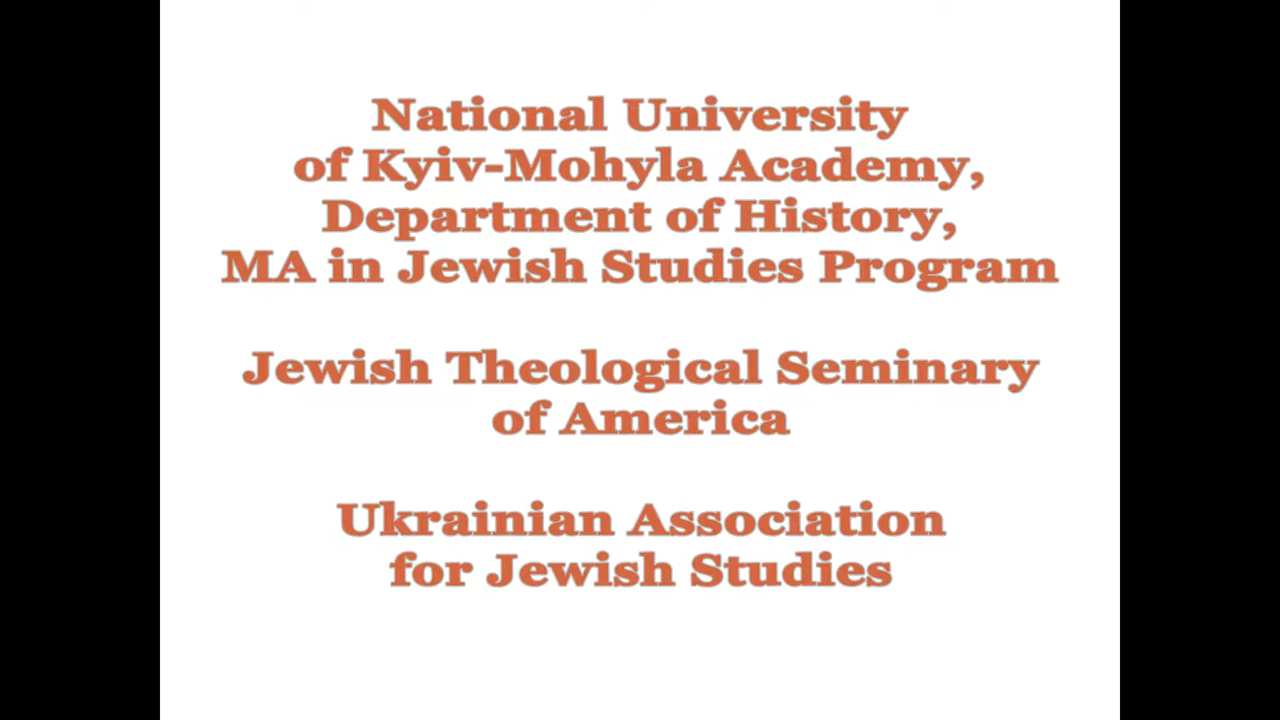 National University
of Kyiv-Mohyla Academy,
Department of History,
MA in Jewish Studies Program
Jewish Theological Seminary
of America
Ukrainian Association
for Jewish Studies